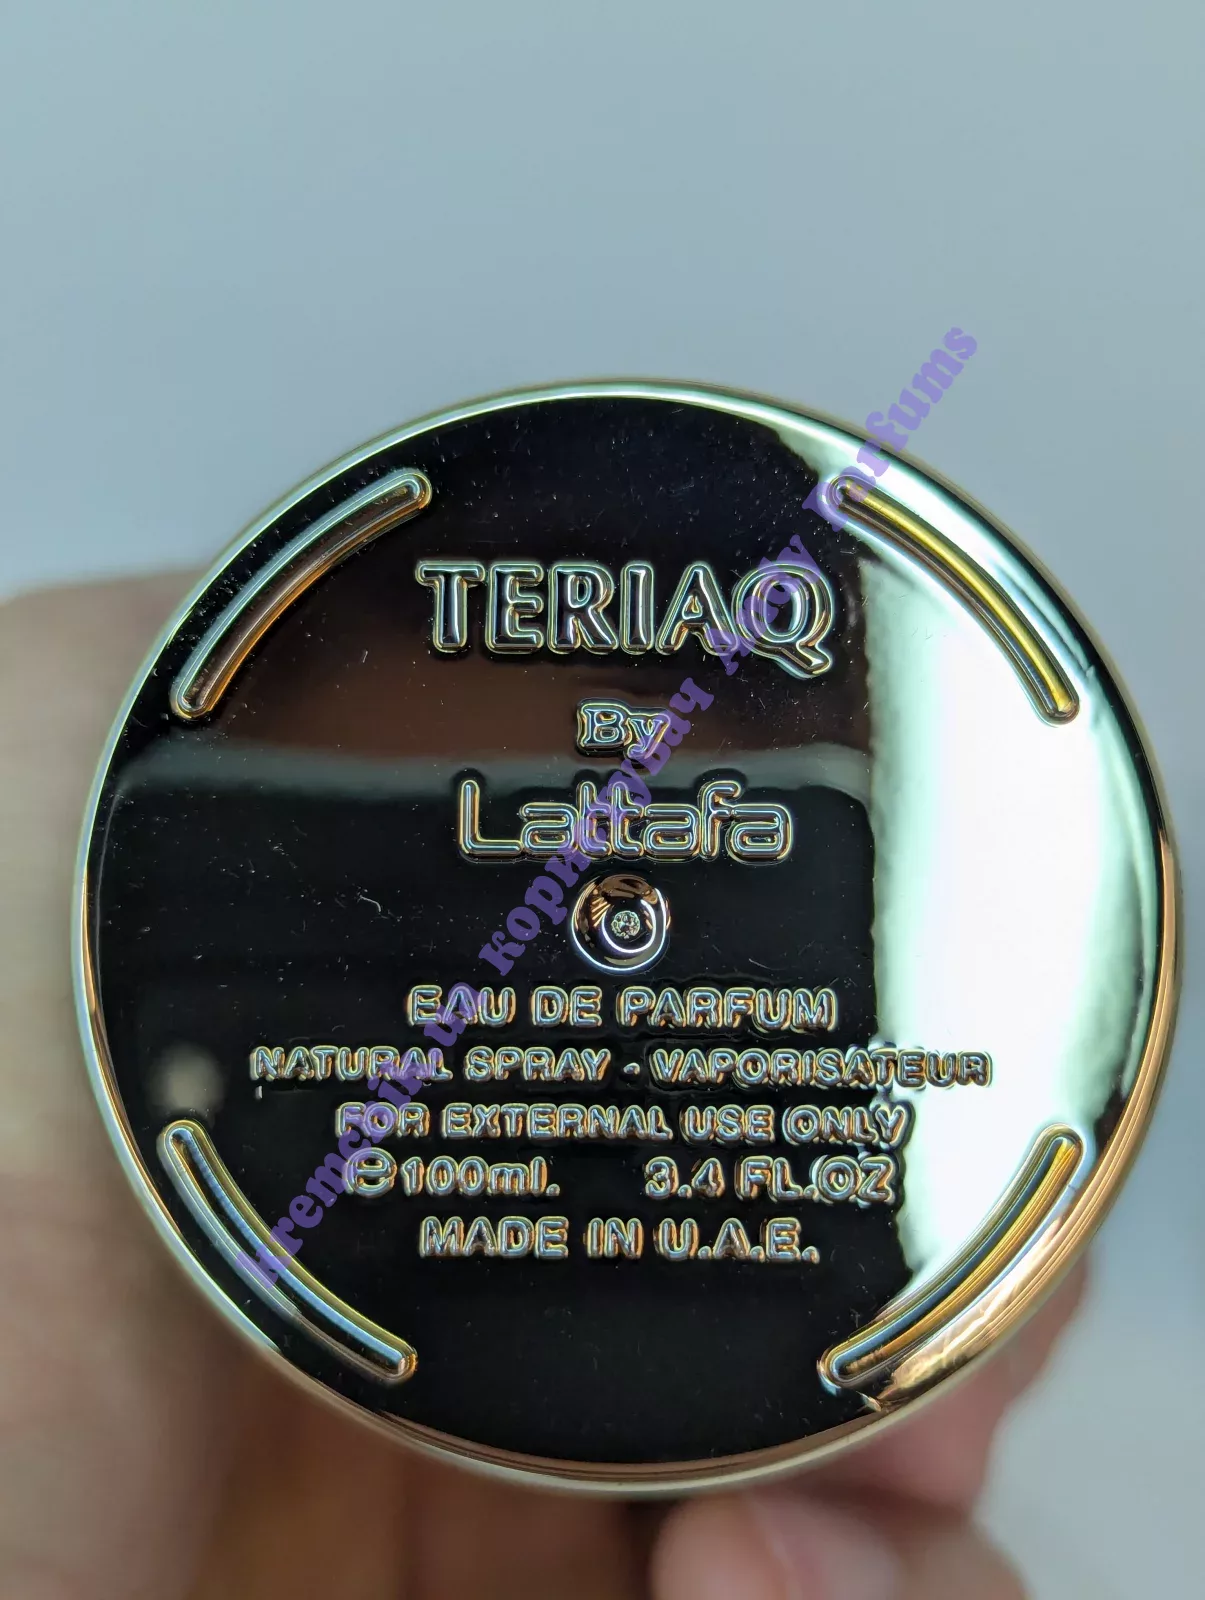 TERIAQ
By
Lattafa
EAU DE PARFUM
NATURAL SPRAY - VAPORISATEUR
FOR EXTERNAL USE ONLY
℮ 100ml. 3.4 FL.OZ
MADE IN U.A.E.
Parfums